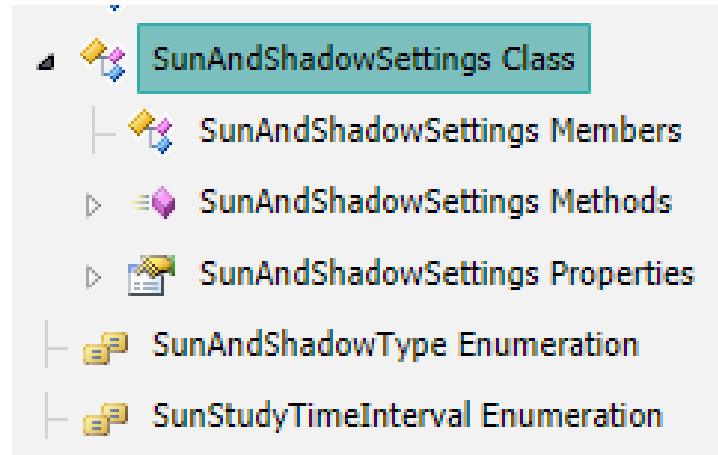 SunAndShadowSettings Class
SunAndShadowSettings Members
SunAndShadowSettings Methods
SunAndShadowSettings Properties
SunAndShadowType Enumeration
SunStudyTimeInterval Enumeration